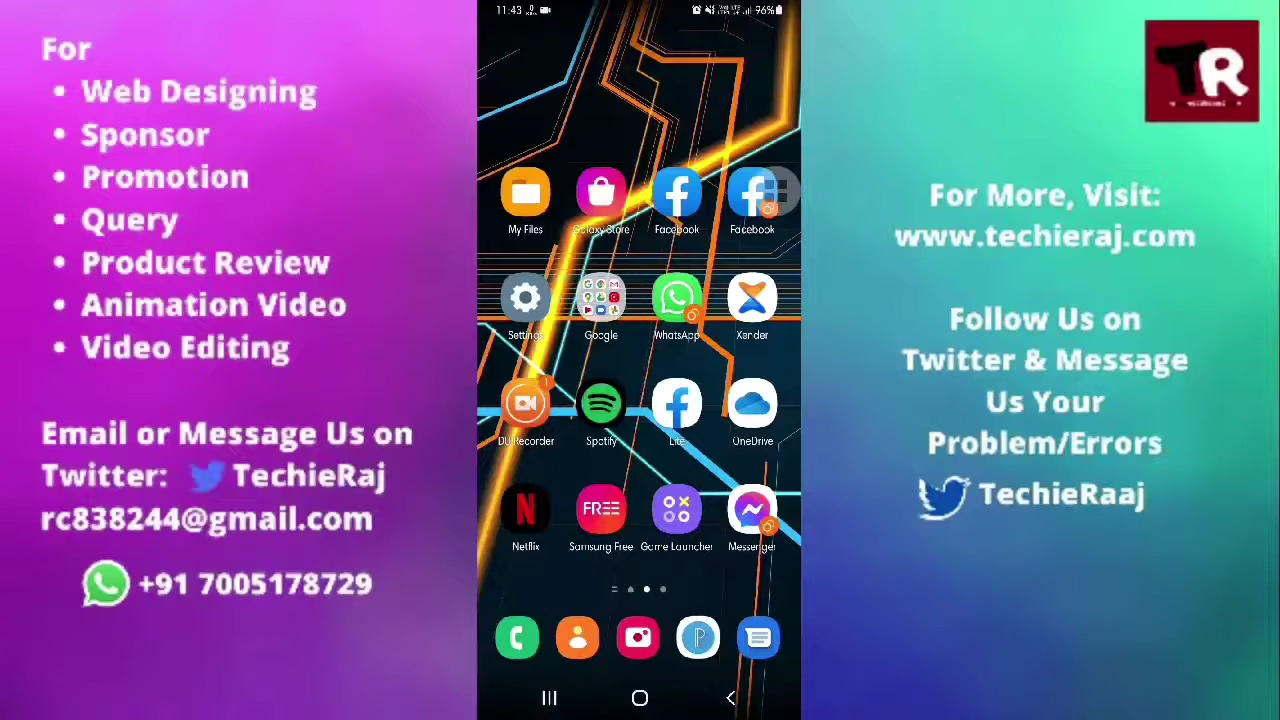 For
• Web Designing
• Sponsor
• Promotion
• Query
• Product Review
• Animation Video
• Video Editing
Email or Message Us on
Twitter: TechieRaj
rc838244@gmail.com
+91 7005178729
11:43
96%
My Files
Galaxy Store
Facebook
Facebook
Settings
Google
WhatsApp
Xender
DU Recorder
Spotify
Lite
OneDrive
FREE
Netflix
Samsung Free
Game Launcher
Messenger
TR
For More, Visit:
www.techieraj.com
Follow Us on
Twitter & Message
Us Your
Problem/Errors
TechieRaaj